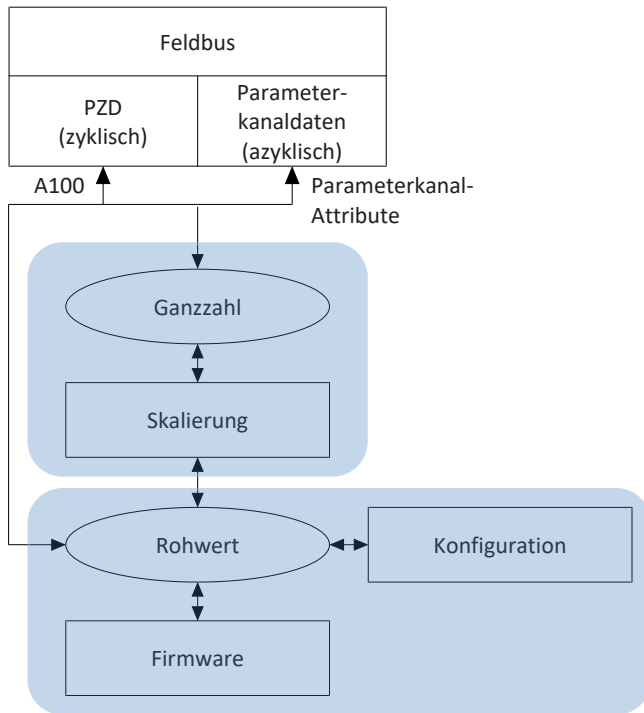 Feldbus
PZD
(zyklisch)
Parameter-
kanaldaten
(azyklisch)
A100
Parameterkanal-
Attribute
Ganzzahl
Skalierung
Rohwert
Konfiguration
Firmware